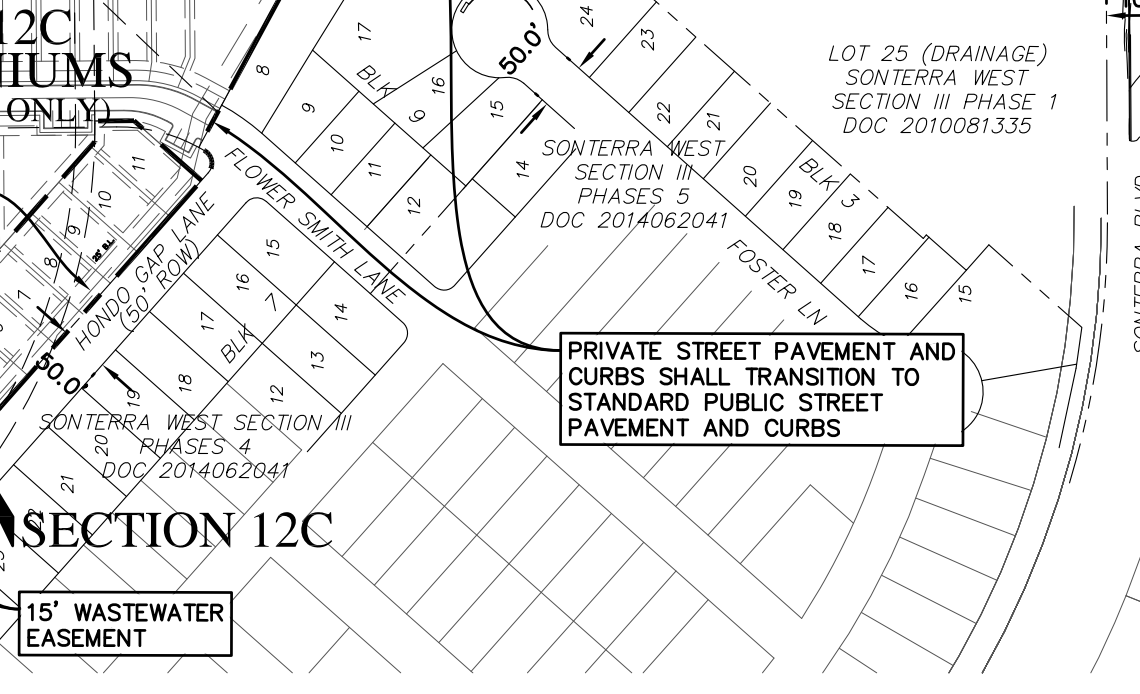 12C
IUMS
ONLY)
LOT 25 (DRAINAGE)
SONTERRA WEST
SECTION III PHASE 1
DOC 2010081335
SONTERRA WEST
SECTION III
PHASES 5
DOC 2014062041
FLOWER SMITH LANE
FOSTER LN
HONDO GAP LANE
(50' ROW)
50.0'
50.0'
BLK
9
BLK 3
BLK 7
17
16
8
9
10
11
12
15
14
24
23
22
21
20
19
18
17
16
15
11
10
9
8
1
25' B.L.
15
16
17
18
19
20
21
22
14
13
12
PRIVATE STREET PAVEMENT AND
CURBS SHALL TRANSITION TO
STANDARD PUBLIC STREET
PAVEMENT AND CURBS
SONTERRA WEST SECTION III
PHASES 4
DOC 2014062041
SECTION 12C
15' WASTEWATER
EASEMENT